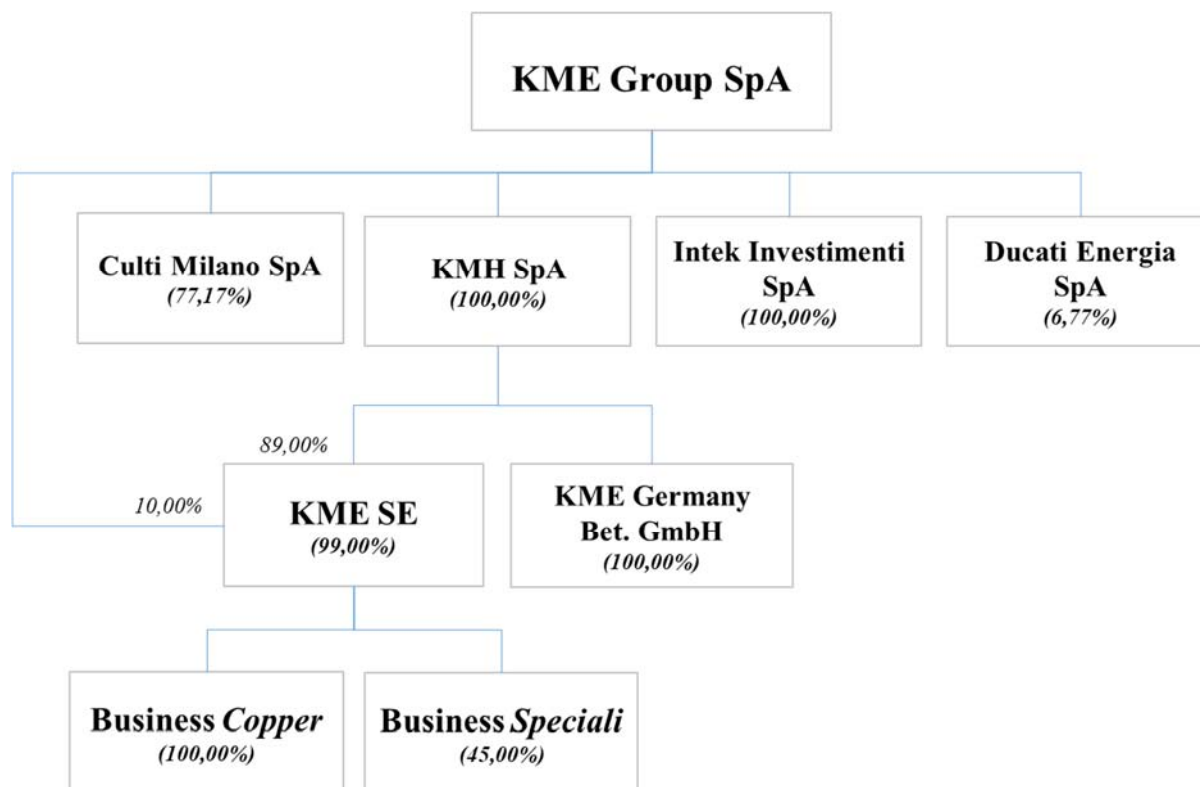 KME Group SpA
Culti Milano SpA
(77,17%)
KMH SpA
(100,00%)
Intek Investimenti
SpA
(100,00%)
Ducati Energia
SpA
(6,77%)
89,00%
10,00%
KME SE
(99,00%)
KME Germany
Bet. GmbH
(100,00%)
Business Copper
(100,00%)
Business Speciali
(45,00%)